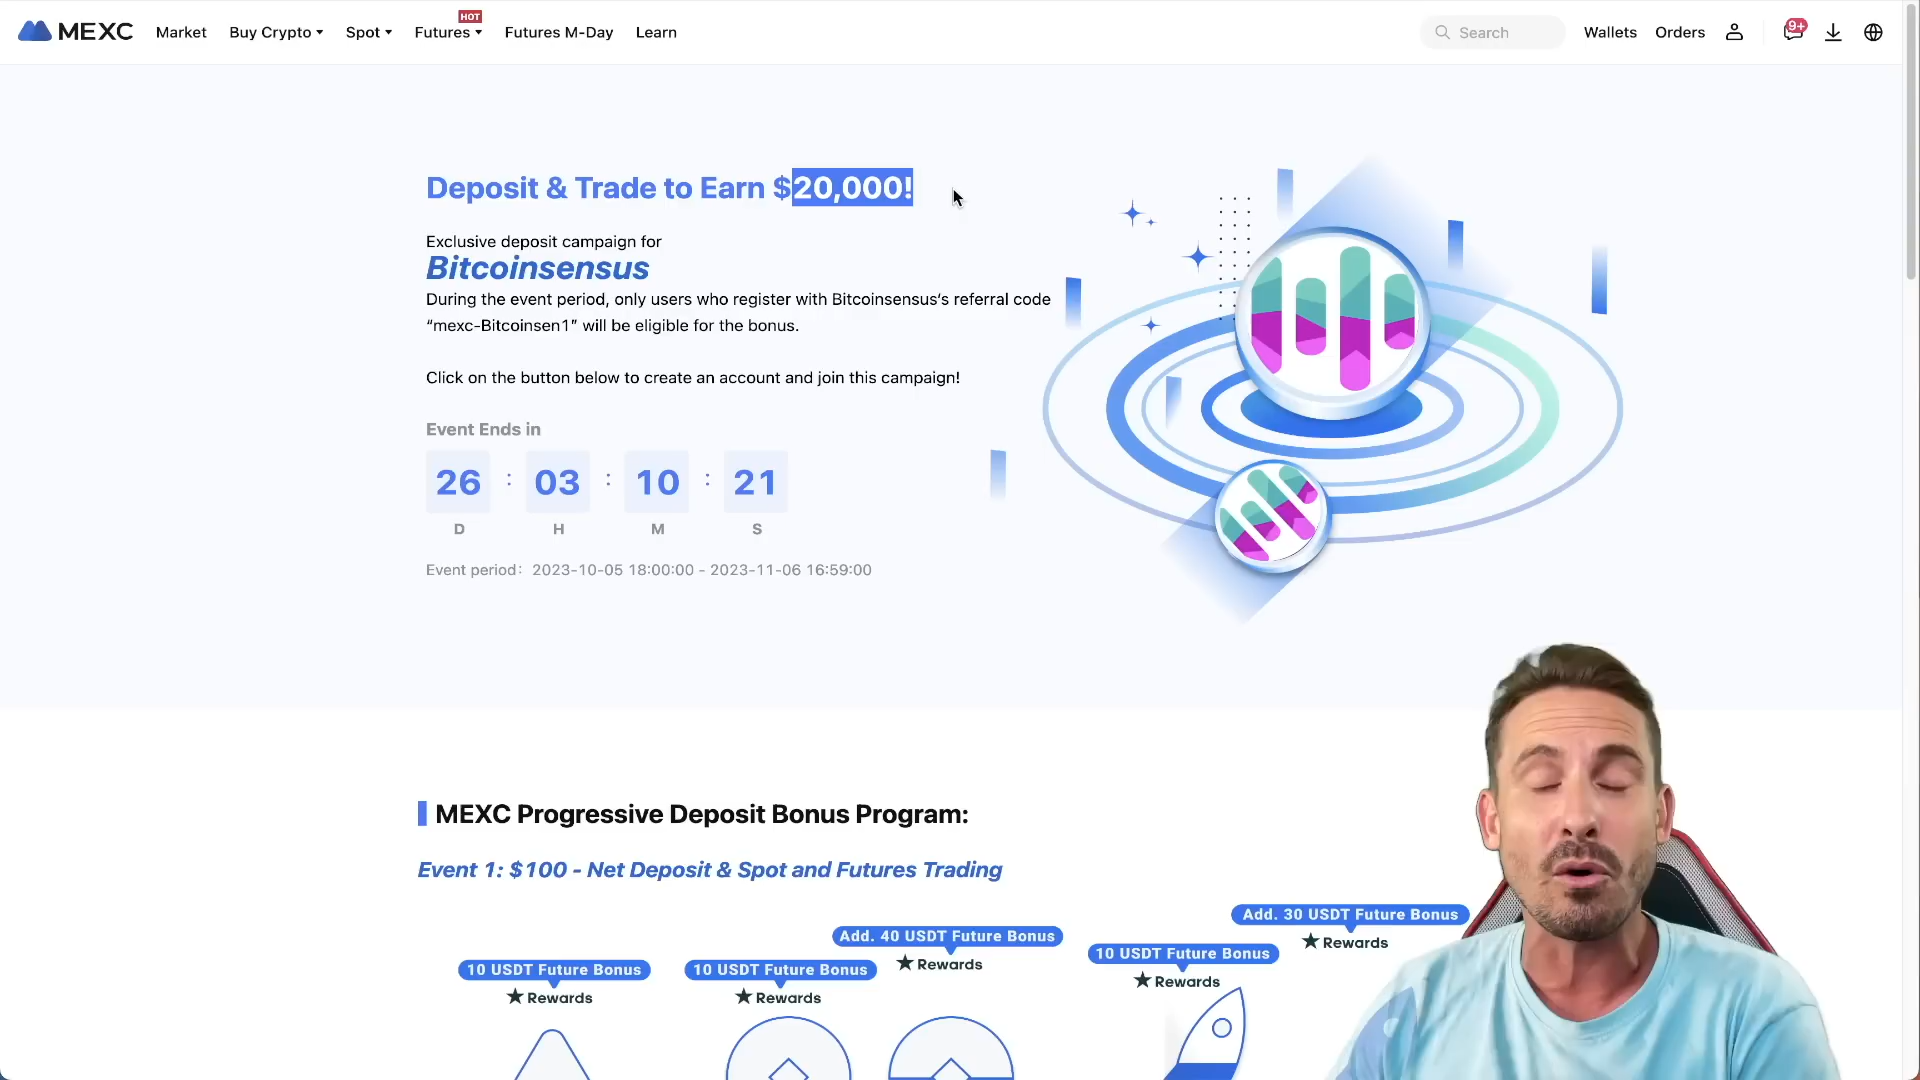 MEXC
Market
Buy Crypto
Spot
Futures
HOT
Futures M-Day
Learn
Search
Wallets
Orders
9+
Deposit & Trade to Earn $20,000!
Exclusive deposit campaign for
Bitcoinsensus
During the event period, only users who register with Bitcoinsensus's referral code
“mexc-Bitcoinsen1” will be eligible for the bonus.
Click on the button below to create an account and join this campaign!
Event Ends in
26 : 03 : 10 : 21
D H M S
Event period: 2023-10-05 18:00:00 - 2023-11-06 16:59:00
MEXC Progressive Deposit Bonus Program:
Event 1: $100 - Net Deposit & Spot and Futures Trading
10 USDT Future Bonus
Rewards
10 USDT Future Bonus
Rewards
Add. 40 USDT Future Bonus
Rewards
10 USDT Future Bonus
Rewards
Add. 30 USDT Future Bonus
Rewards